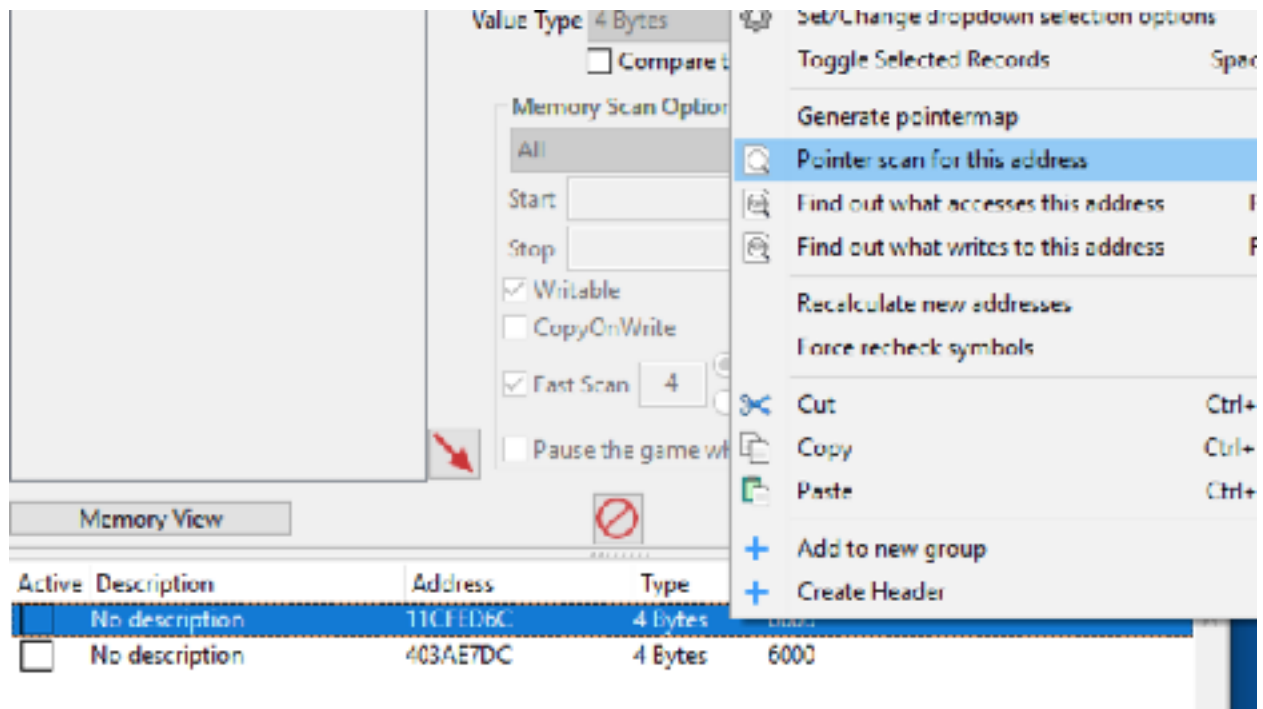 Value Type 4 Bytes
Compare t
Memory Scan Option
All
Start
Stop
Writable
CopyOnWrite
Fast Scan 4
Pause the game wh
Memory View
Set/Change dropdown selection options
Toggle Selected Records Spac
Generate pointermap
Pointer scan for this address
Find out what accesses this address F
Find out what writes to this address F
Recalculate new addresses
Force recheck symbols
Cut Ctrl+
Copy Ctrl+
Paste Ctrl+
Add to new group
Create Header
Active Description Address Type
No description 11CFED6C 4 Bytes
No description 403AE7DC 4 Bytes 6000